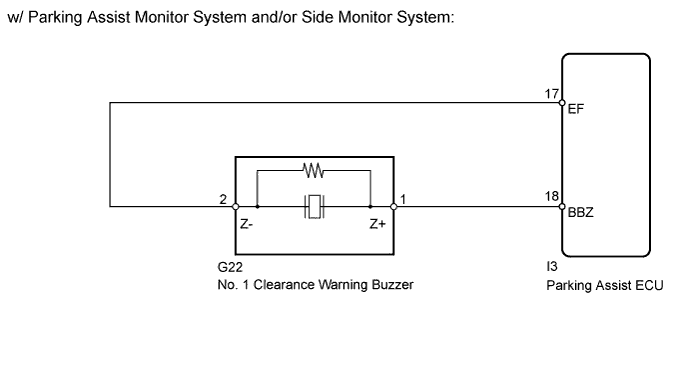 w/ Parking Assist Monitor System and/or Side Monitor System:
17
EF
2
1
18
Z-
Z+
BBZ
G22
I3
No. 1 Clearance Warning Buzzer
Parking Assist ECU